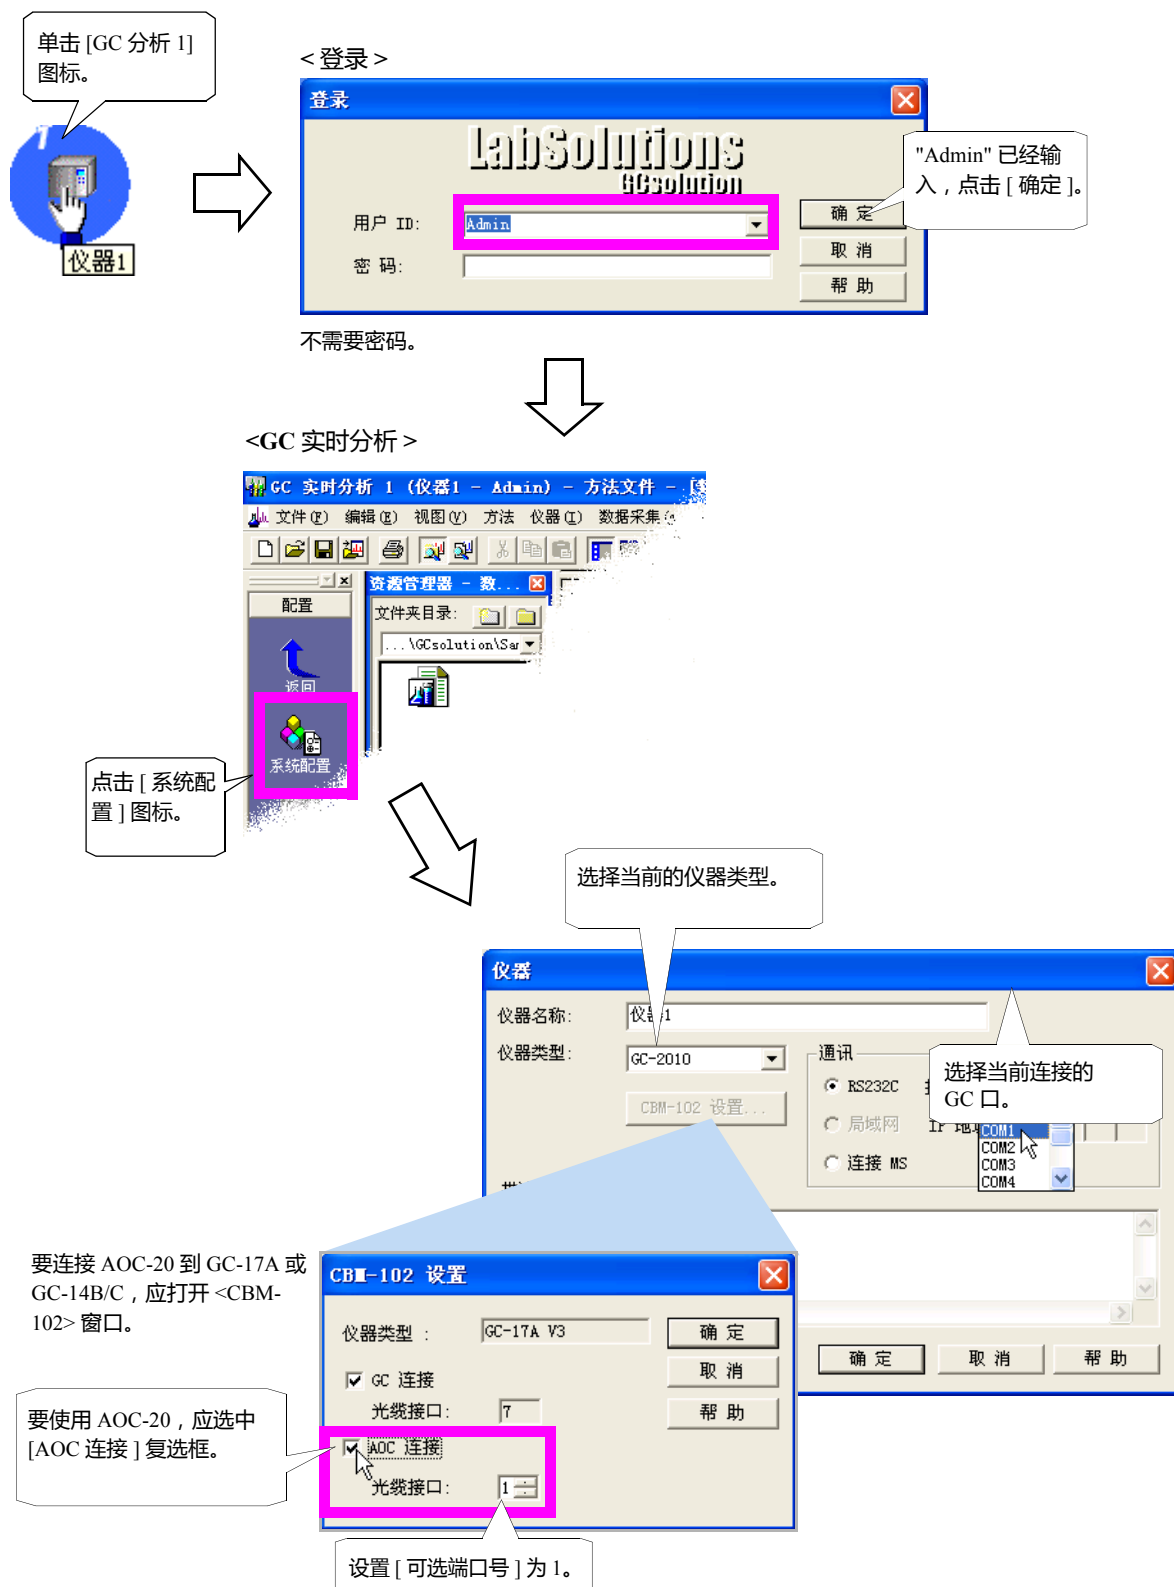 单击 [GC 分析 1]
图标。
1
仪器1
< 登录 >
登录
LabSolutions
GCsolution
用户 ID:
Admin
密 码:
确 定
取 消
帮 助
"Admin" 已经输
入，点击 [ 确定 ]。
不需要密码。
<GC 实时分析 >
GC 实时分析 1 (仪器1 - Admin) - 方法文件 -
文件(F) 编辑(E) 视图(V) 方法 仪器(I) 数据采集
配置
返回
系统配置
资源管理器 - 数...
文件夹目录:
...\GCsolution\Sam
点击 [ 系统配
置 ] 图标。
选择当前的仪器类型。
仪器
仪器名称:
仪器1
仪器类型:
GC-2010
CBM-102 设置...
通讯
RS232C
局域网
IP 地
连接 MS
COM1
COM2
COM3
COM4
选择当前连接的
GC 口。
确 定
取 消
帮 助
要连接 AOC-20 到 GC-17A 或
GC-14B/C，应打开 <CBM-
102> 窗口。
CBM-102 设置
仪器类型 :
GC-17A V3
GC 连接
光缆接口:
7
AOC 连接
光缆接口:
1
确 定
取 消
帮 助
要使用 AOC-20，应选中
[AOC 连接 ] 复选框。
设置 [ 可选端口号 ] 为 1。